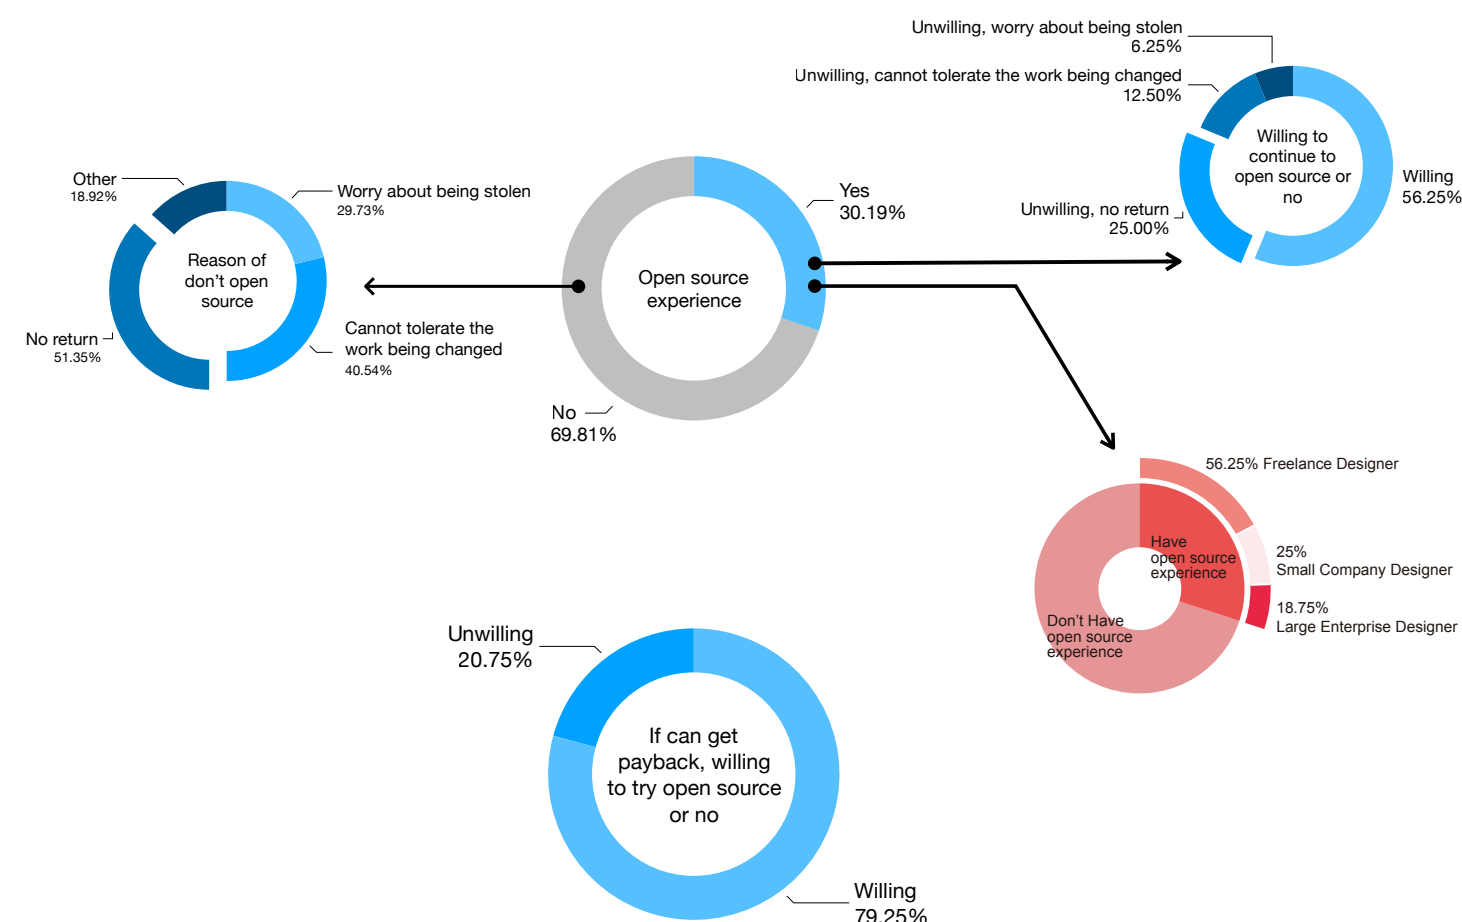 Unwilling, worry about being stolen
6.25%
Unwilling, cannot tolerate the work being changed
12.50%
Willing to
continue to
open source or
no
Willing
56.25%
Unwilling, no return
25.00%
Other
18.92%
Worry about being stolen
29.73%
Reason of
don't open
source
No return
51.35%
Cannot tolerate the
work being changed
40.54%
Yes
30.19%
Open source
experience
No
69.81%
56.25% Freelance Designer
Have
open source
experience
25%
Small Company Designer
18.75%
Large Enterprise Designer
Don't Have
open source
experience
Unwilling
20.75%
If can get
payback, willing
to try open source
or no
Willing
79.25%